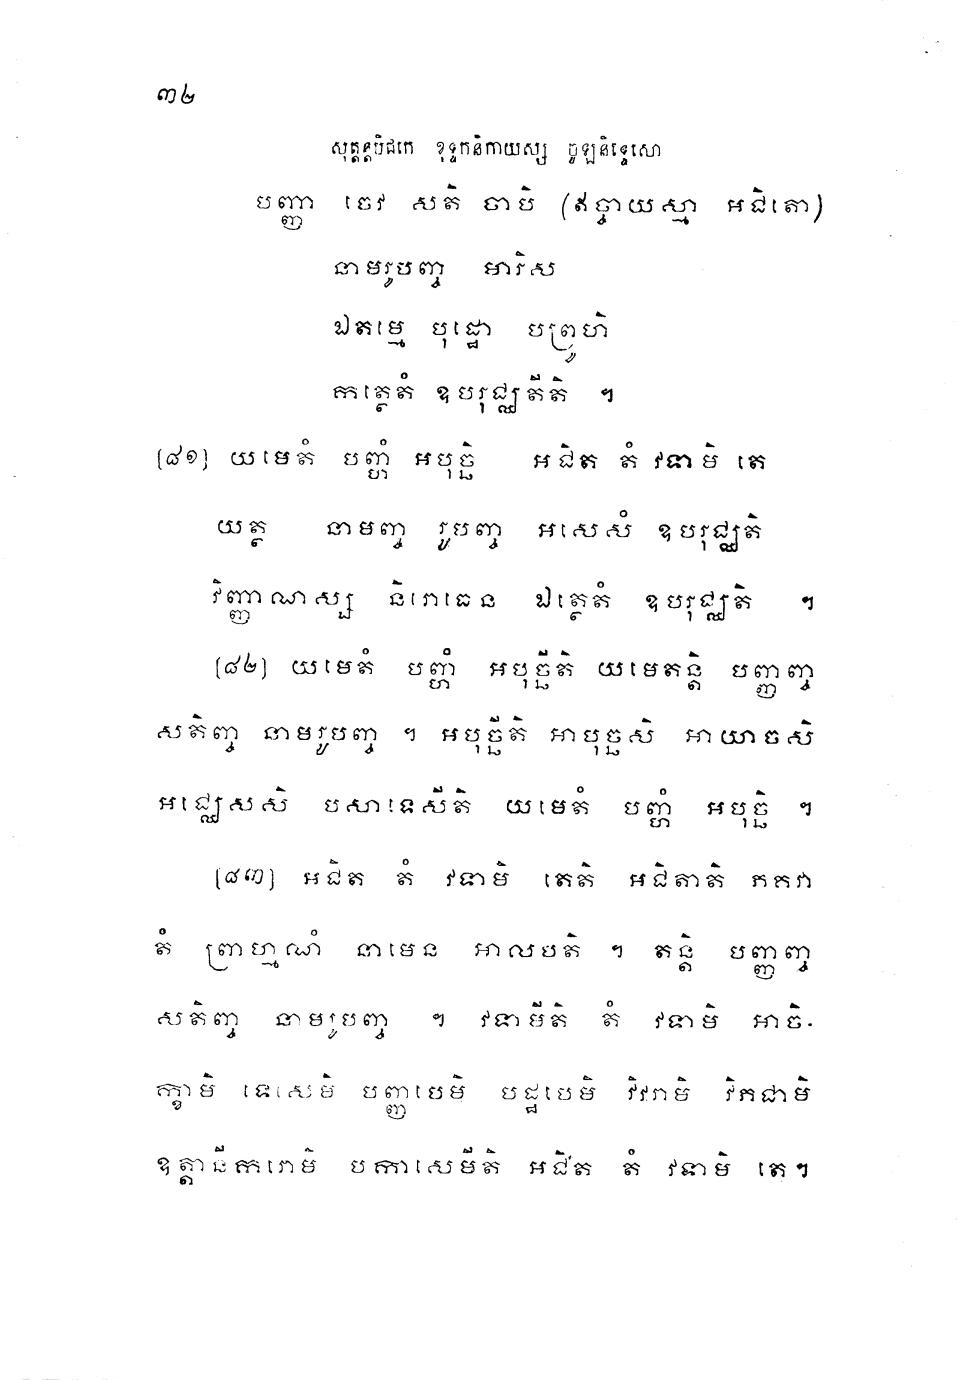 ៣២
សុត្តន្តបិដកេ ខុទ្ទកនិកាយស្ស ចូឡនិទ្ទេសោ
បញ្ញា ចេវ សតិ ចាបិ (ឥច្ចាយស្មា អជិតោ)
នាមរូបញ្ច មារិស
ឯតម្មេ បុដ្ឋោ បព្រូហិ
កត្ថេតំ ឧបរុជ្ឈតីតិ ។
[៨១] យមេតំ បញ្ហំ អបុច្ឆិ អជិត តំ វទាមិ តេ
យត្ថ នាមញ្ច រូបញ្ច អសេសំ ឧបរុជ្ឈតិ
វិញ្ញាណស្ស និរោធេន ឯត្ថេតំ ឧបរុជ្ឈតិ ។
[៨២] យមេតំ បញ្ហំ អបុច្ឆីតិ យមេតន្តិ បញ្ញញ្ច
សតិញ្ច នាមរូបញ្ច ។ អបុច្ឆីតិ អាបុច្ឆសិ អាយាចសិ
អជ្ឈេសសិ បសាទេសីតិ យមេតំ បញ្ហំ អបុច្ឆិ ។
[៨៣] អជិត តំ វទាមិ តេតិ អជិតាតិ ភគវា
តំ ព្រាហ្មណំ នាមេន អាលបតិ ។ តន្តិ បញ្ញញ្ច
សតិញ្ច នាមរូបញ្ច ។ វទាមីតិ តំ វទាមិ អាចិ-
ក្ខាមិ ទេសេមិ បញ្ញាបេមិ បដ្ឋបេមិ វិវរាមិ វិភជាមិ
ឧត្តានីករោមិ បកាសេមីតិ អជិត តំ វទាមិ តេ។